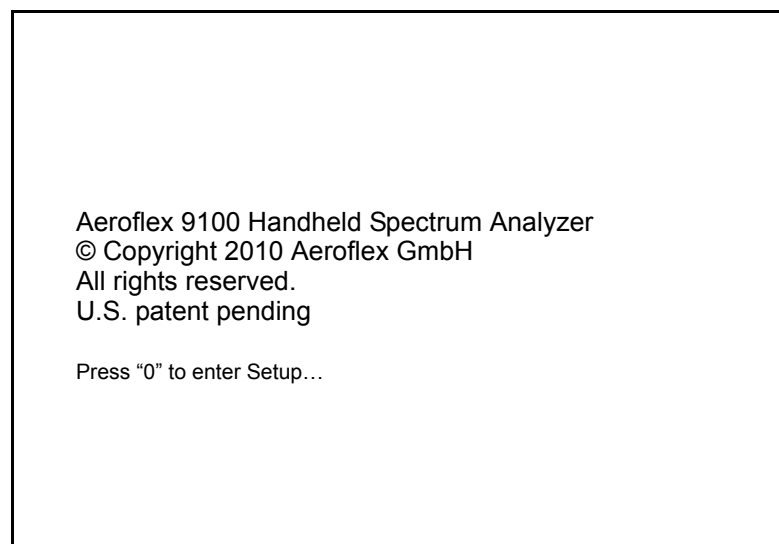 Aeroflex 9100 Handheld Spectrum Analyzer
© Copyright 2010 Aeroflex GmbH
All rights reserved.
U.S. patent pending
Press “0” to enter Setup…